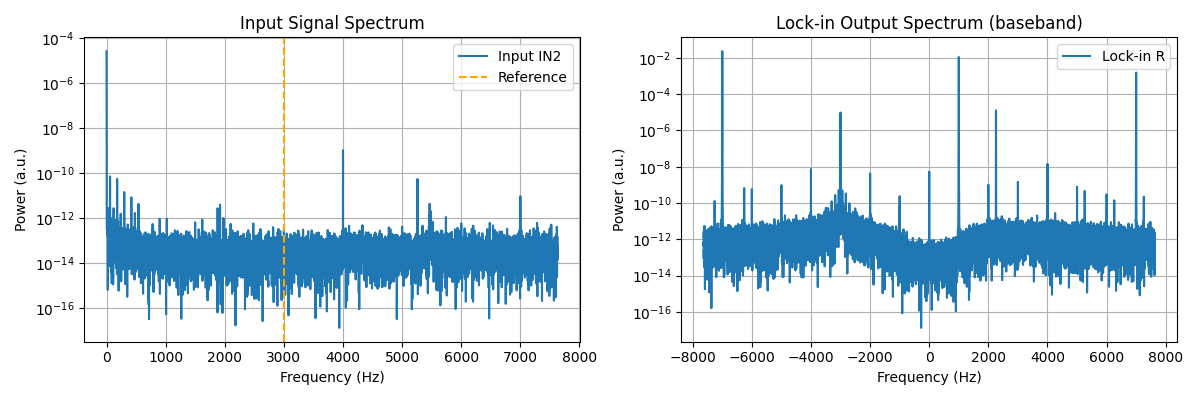 Input Signal Spectrum
Power (a.u.)
10⁻⁴
10⁻⁶
10⁻⁸
10⁻¹⁰
10⁻¹²
10⁻¹⁴
10⁻¹⁶
Input IN2
Reference
0 1000 2000 3000 4000 5000 6000 7000 8000
Frequency (Hz)
Lock-in Output Spectrum (baseband)
Power (a.u.)
10⁻²
10⁻⁴
10⁻⁶
10⁻⁸
10⁻¹⁰
10⁻¹²
10⁻¹⁴
10⁻¹⁶
Lock-in R
−8000 −6000 −4000 −2000 0 2000 4000 6000 8000
Frequency (Hz)